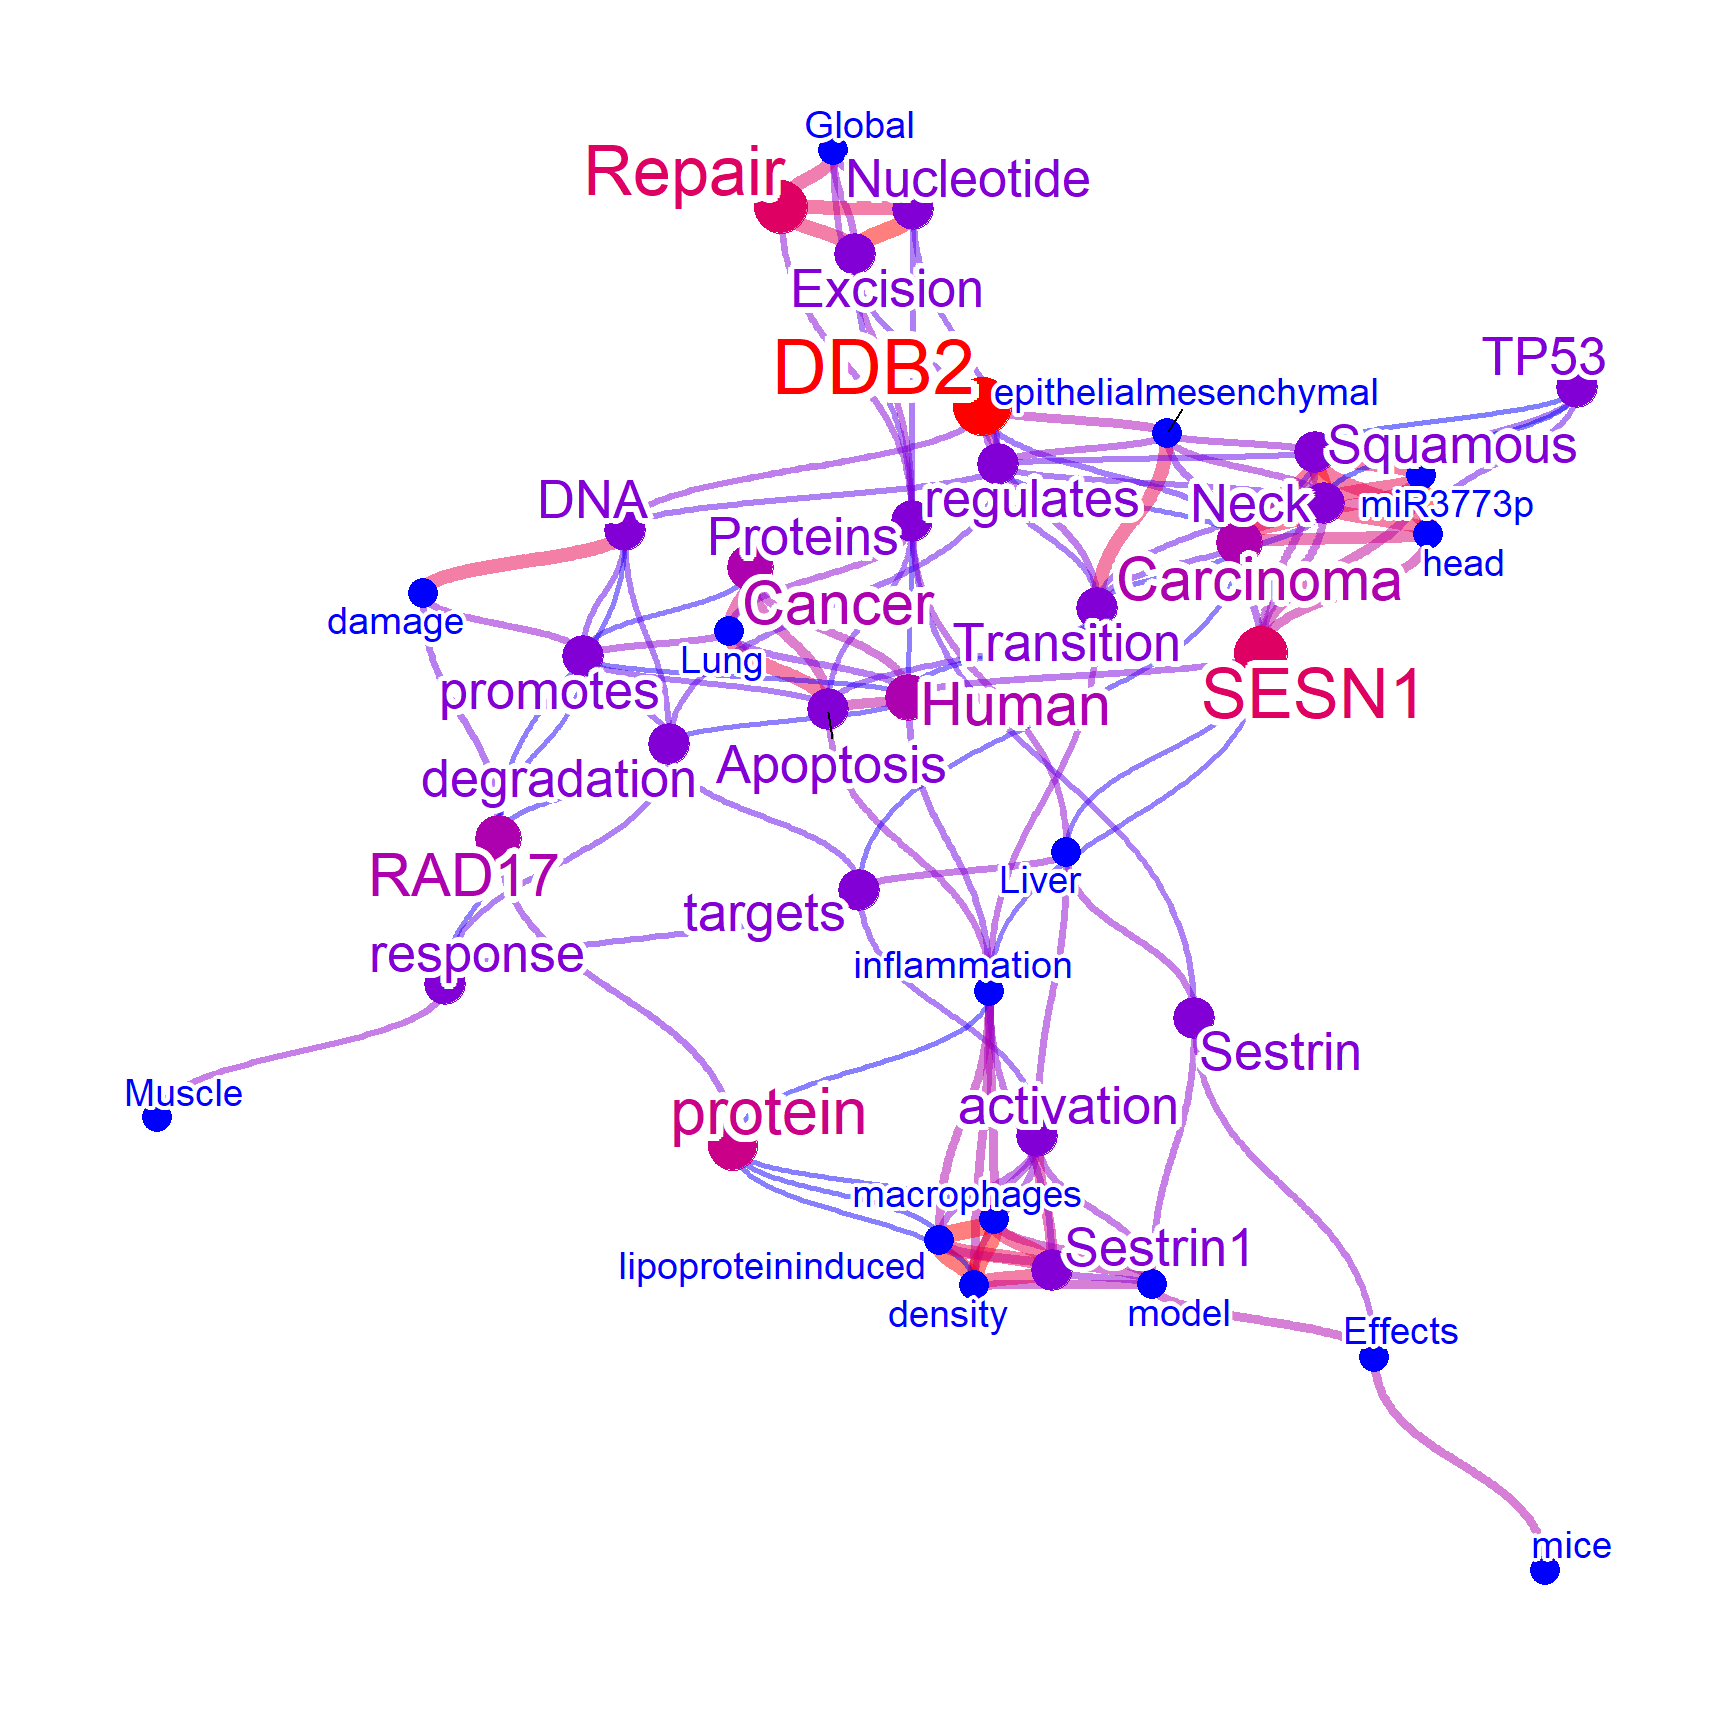 Global
Repair
Nucleotide
Excision
DDB2
TP53
epithelialmesenchymal
Squamous
DNA
regulates
Neck
miR3773p
Proteins
head
Carcinoma
Cancer
damage
Transition
Lung
promotes
Human
SESN1
Apoptosis
degradation
RAD17
Liver
targets
response
inflammation
Sestrin
Muscle
protein
activation
macrophages
Sestrin1
lipoproteininduced
density
model
Effects
mice